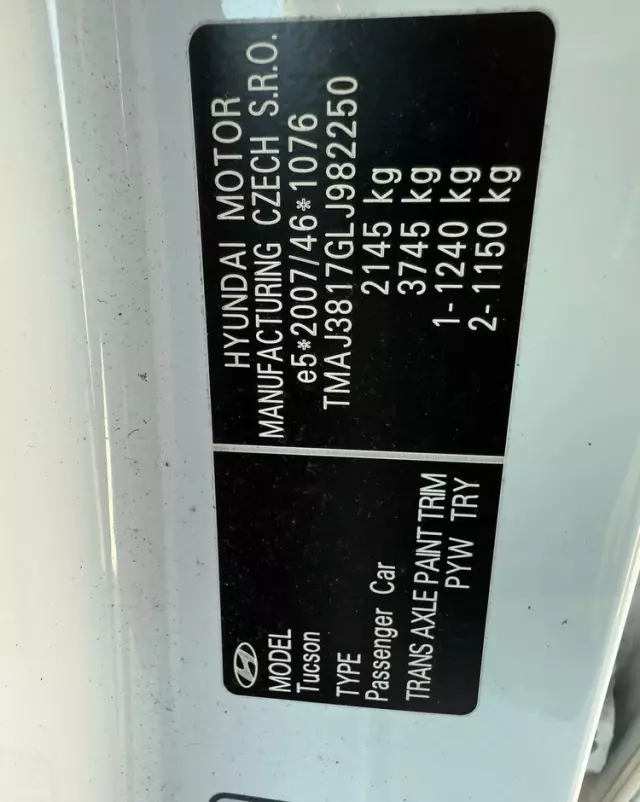 HYUNDAI MOTOR
MANUFACTURING CZECH S.R.O.
e5*2007/46*1076
TMAJ3817GLJ982250
2145 kg
3745 kg
1- 1240 kg
2- 1150 kg
MODEL
Tucson
TYPE
Passenger Car
TRANS AXLE PAINT TRIM
PYW TRY